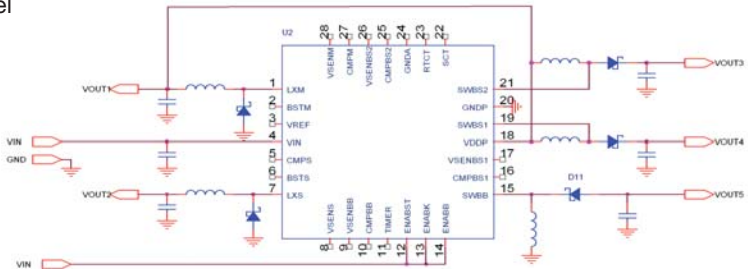 el
U2
28 27 26 25 24 23 22
VSENM CMPM VSENBS2 CMPBS2 GNDA RTCT SCT
VOUT1
1 LXM
2 BSTM
3 VREF
VIN
4 VIN
GND
5 CMPS
6 BSTS
VOUT2
7 LXS
SWBS2 21
GNDP 20
SWBS1 19
VDDP 18
VSENBS1 17
CMPBS1 16
SWBB 15
VOUT3
VOUT4
D11
VOUT5
VSENS VSENBB CMPBB TIMER ENABST ENABK ENABB
8 9 10 11 12 13 14
VIN